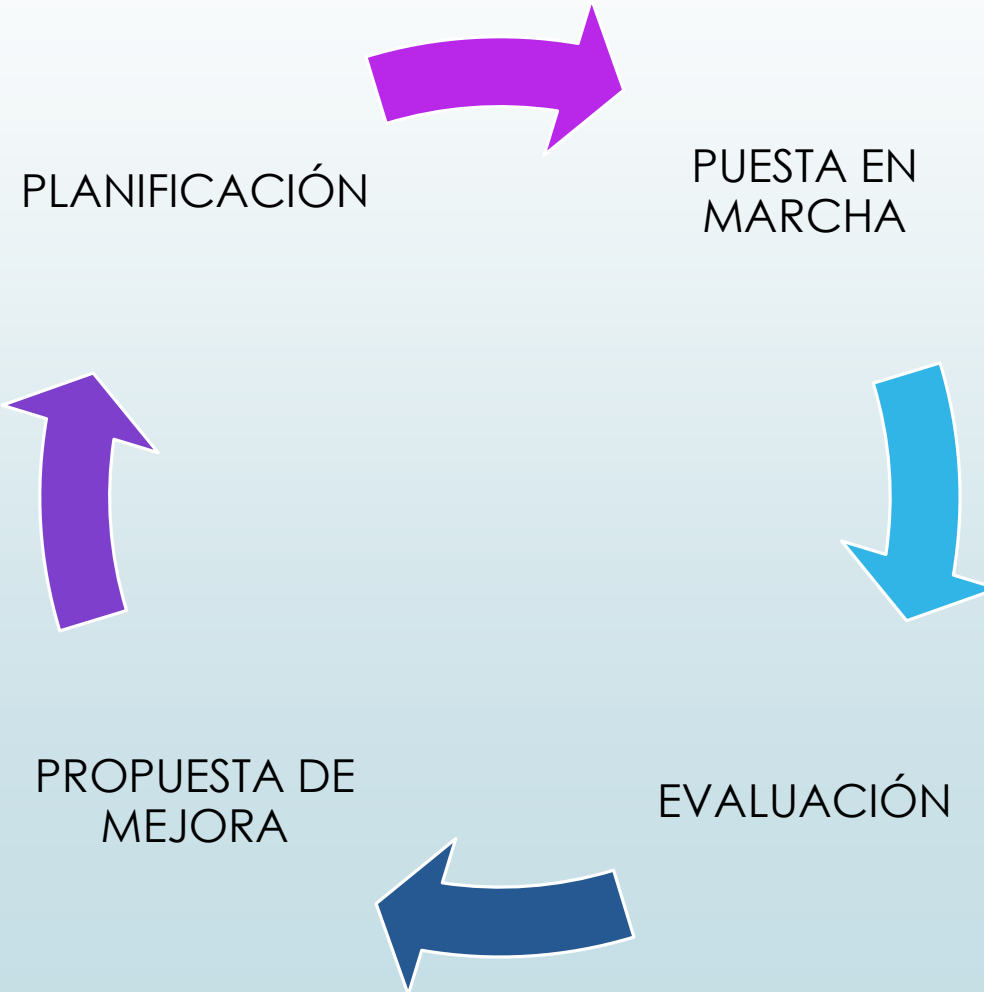 PLANIFICACIÓN
PUESTA EN
MARCHA
PROPUESTA DE
MEJORA
EVALUACIÓN